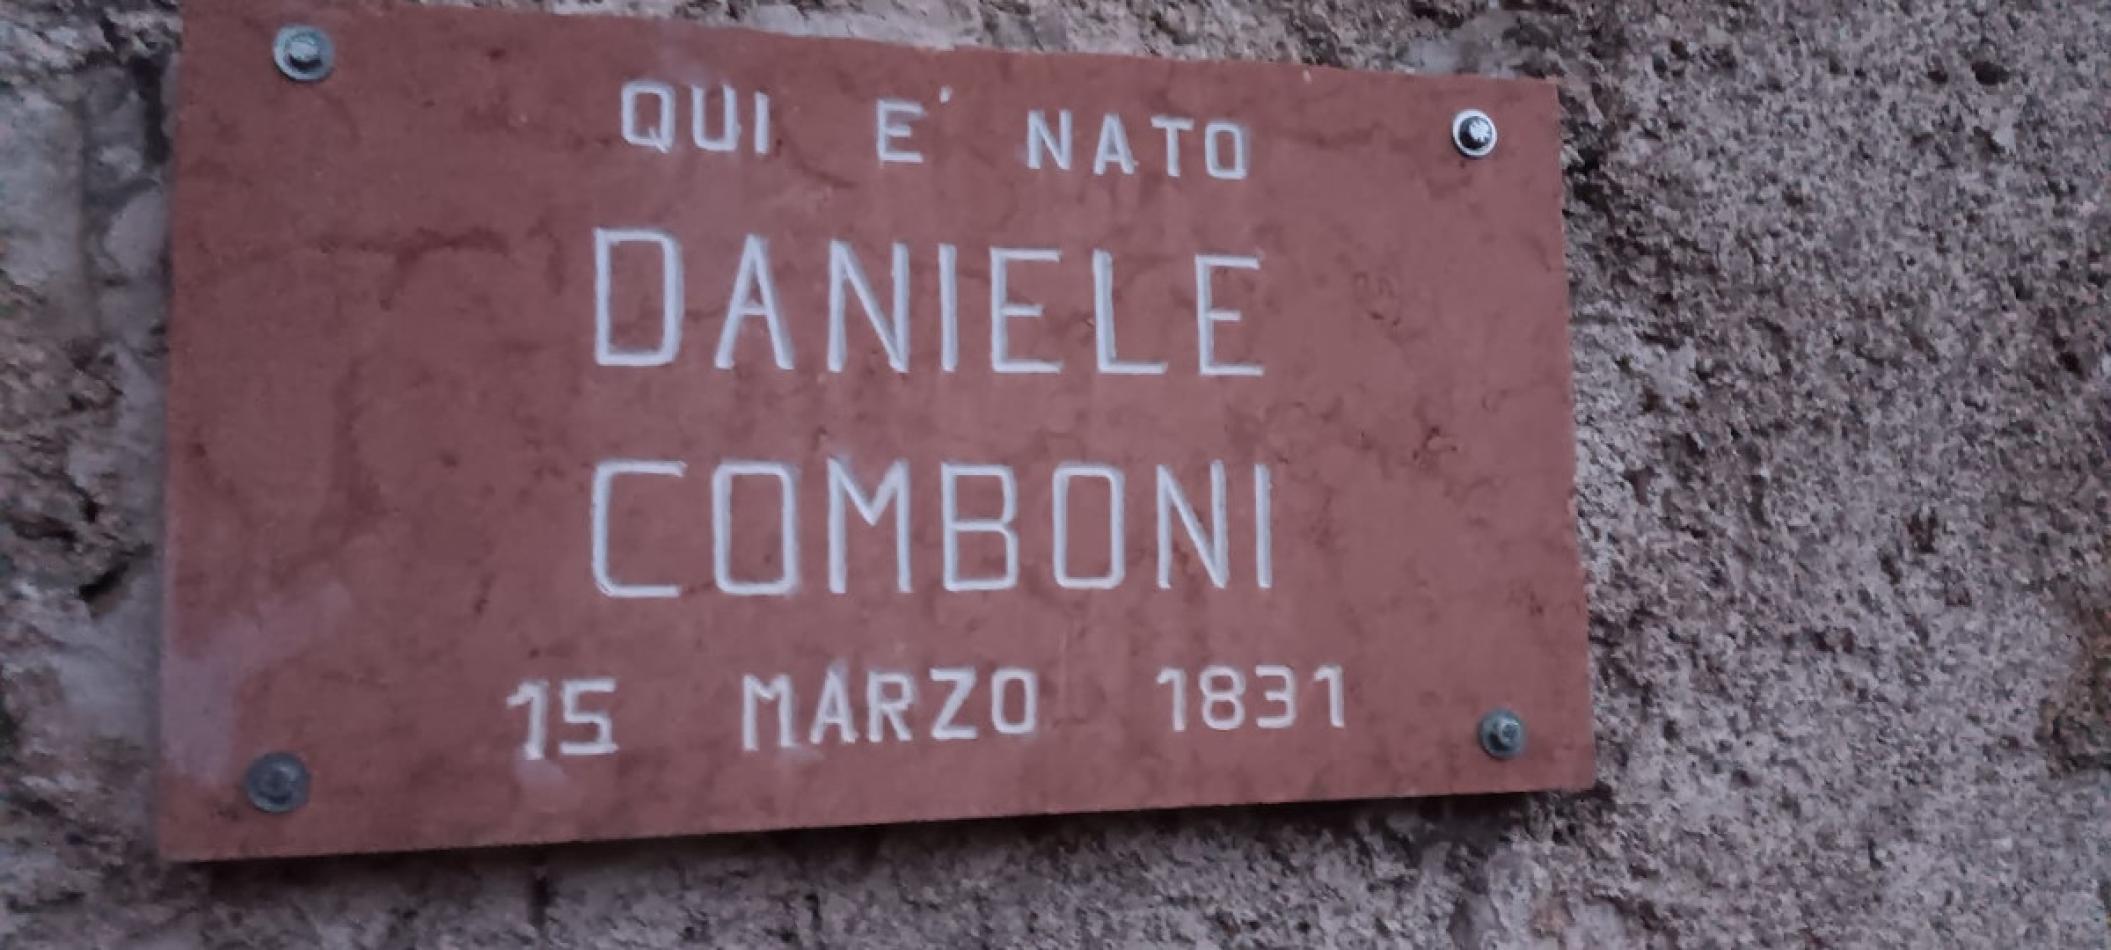 QUI E' NATO
DANIELE
COMBONI
15 MARZO 1831